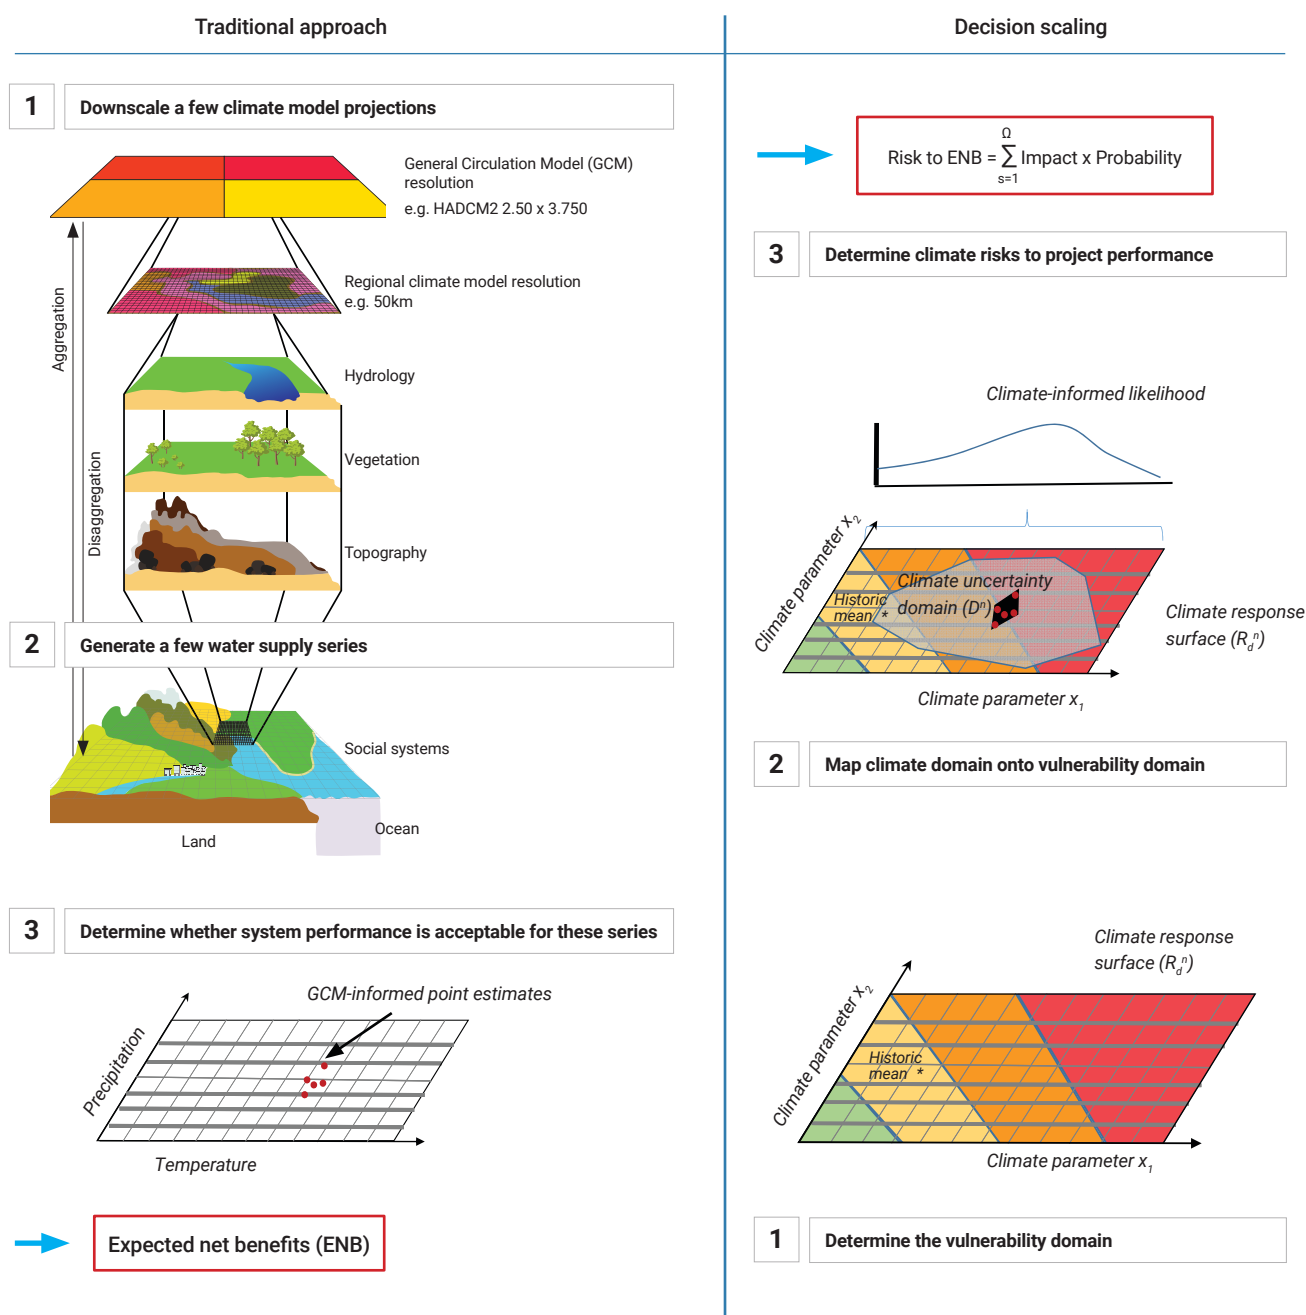 Traditional approach
1
Downscale a few climate model projections
General Circulation Model (GCM)
resolution
e.g. HADCM2 2.50 x 3.750
Regional climate model resolution
e.g. 50km
Aggregation
Hydrology
Vegetation
Disaggregation
Topography
2
Generate a few water supply series
Social systems
Ocean
Land
3
Determine whether system performance is acceptable for these series
GCM-informed point estimates
Precipitation
Temperature
Expected net benefits (ENB)
Decision scaling
Ω
Risk to ENB = ∑ Impact x Probability
s=1
3
Determine climate risks to project performance
Climate-informed likelihood
Climate parameter x₂
Climate uncertainty
domain (Dⁿ)
Historic
mean *
Climate response
surface (R_d^n)
Climate parameter x₁
2
Map climate domain onto vulnerability domain
Climate response
surface (R_d^n)
Climate parameter x₂
Historic
mean *
Climate parameter x₁
1
Determine the vulnerability domain